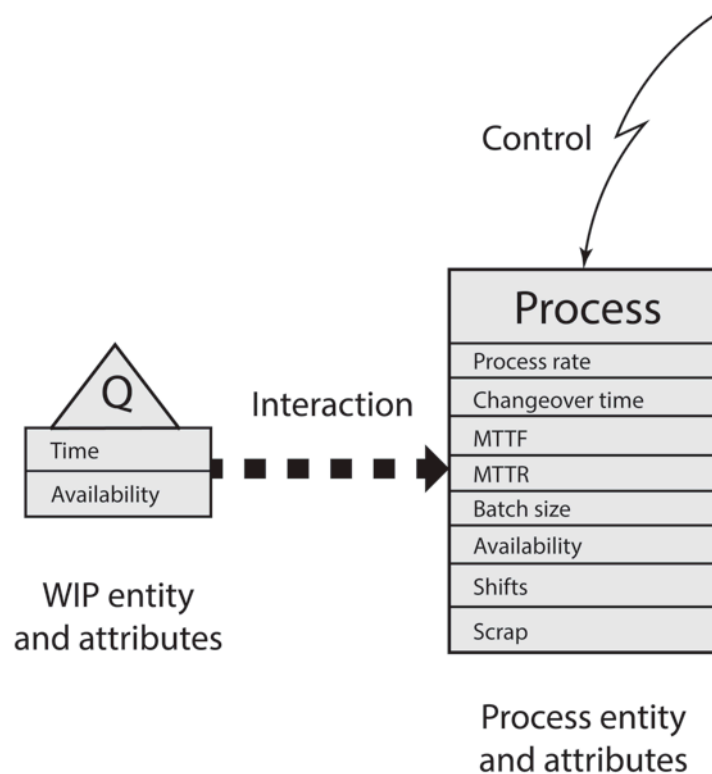 Control
Process
Process rate
Changeover time
MTTF
MTTR
Batch size
Availability
Shifts
Scrap
Q
Time
Availability
Interaction
WIP entity
and attributes
Process entity
and attributes